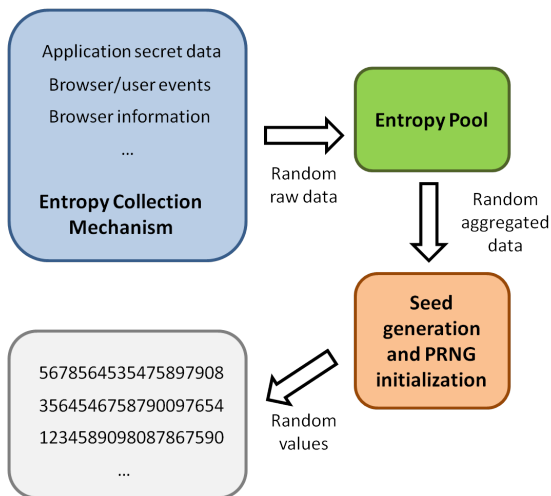 Application secret data
Browser/user events
Browser information
...
Entropy Collection
Mechanism
Random
raw data
Entropy Pool
Random
aggregated
data
Seed
generation
and PRNG
initialization
Random
values
5678564535475897908
3564546758790097654
1234589098087867590
...